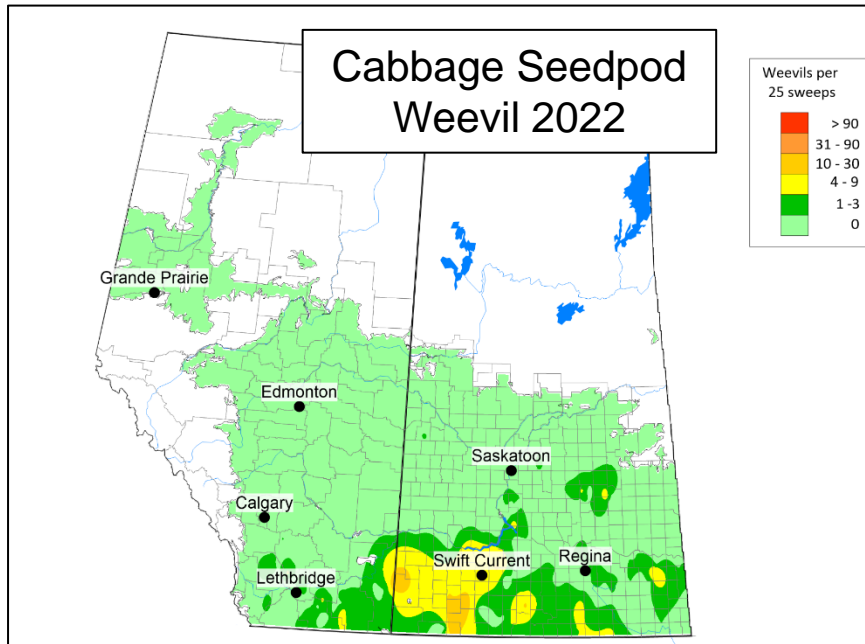 Cabbage Seedpod
Weevil 2022
Weevils per
25 sweeps
> 90
31 - 90
10 - 30
4 - 9
1 -3
0
Grande Prairie
Edmonton
Saskatoon
Calgary
Lethbridge
Swift Current
Regina